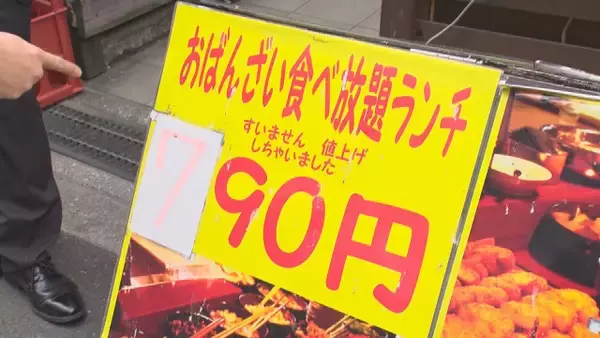 おばんざい食べ放題ランチ
すいません 値上げ
しちゃいました
790円